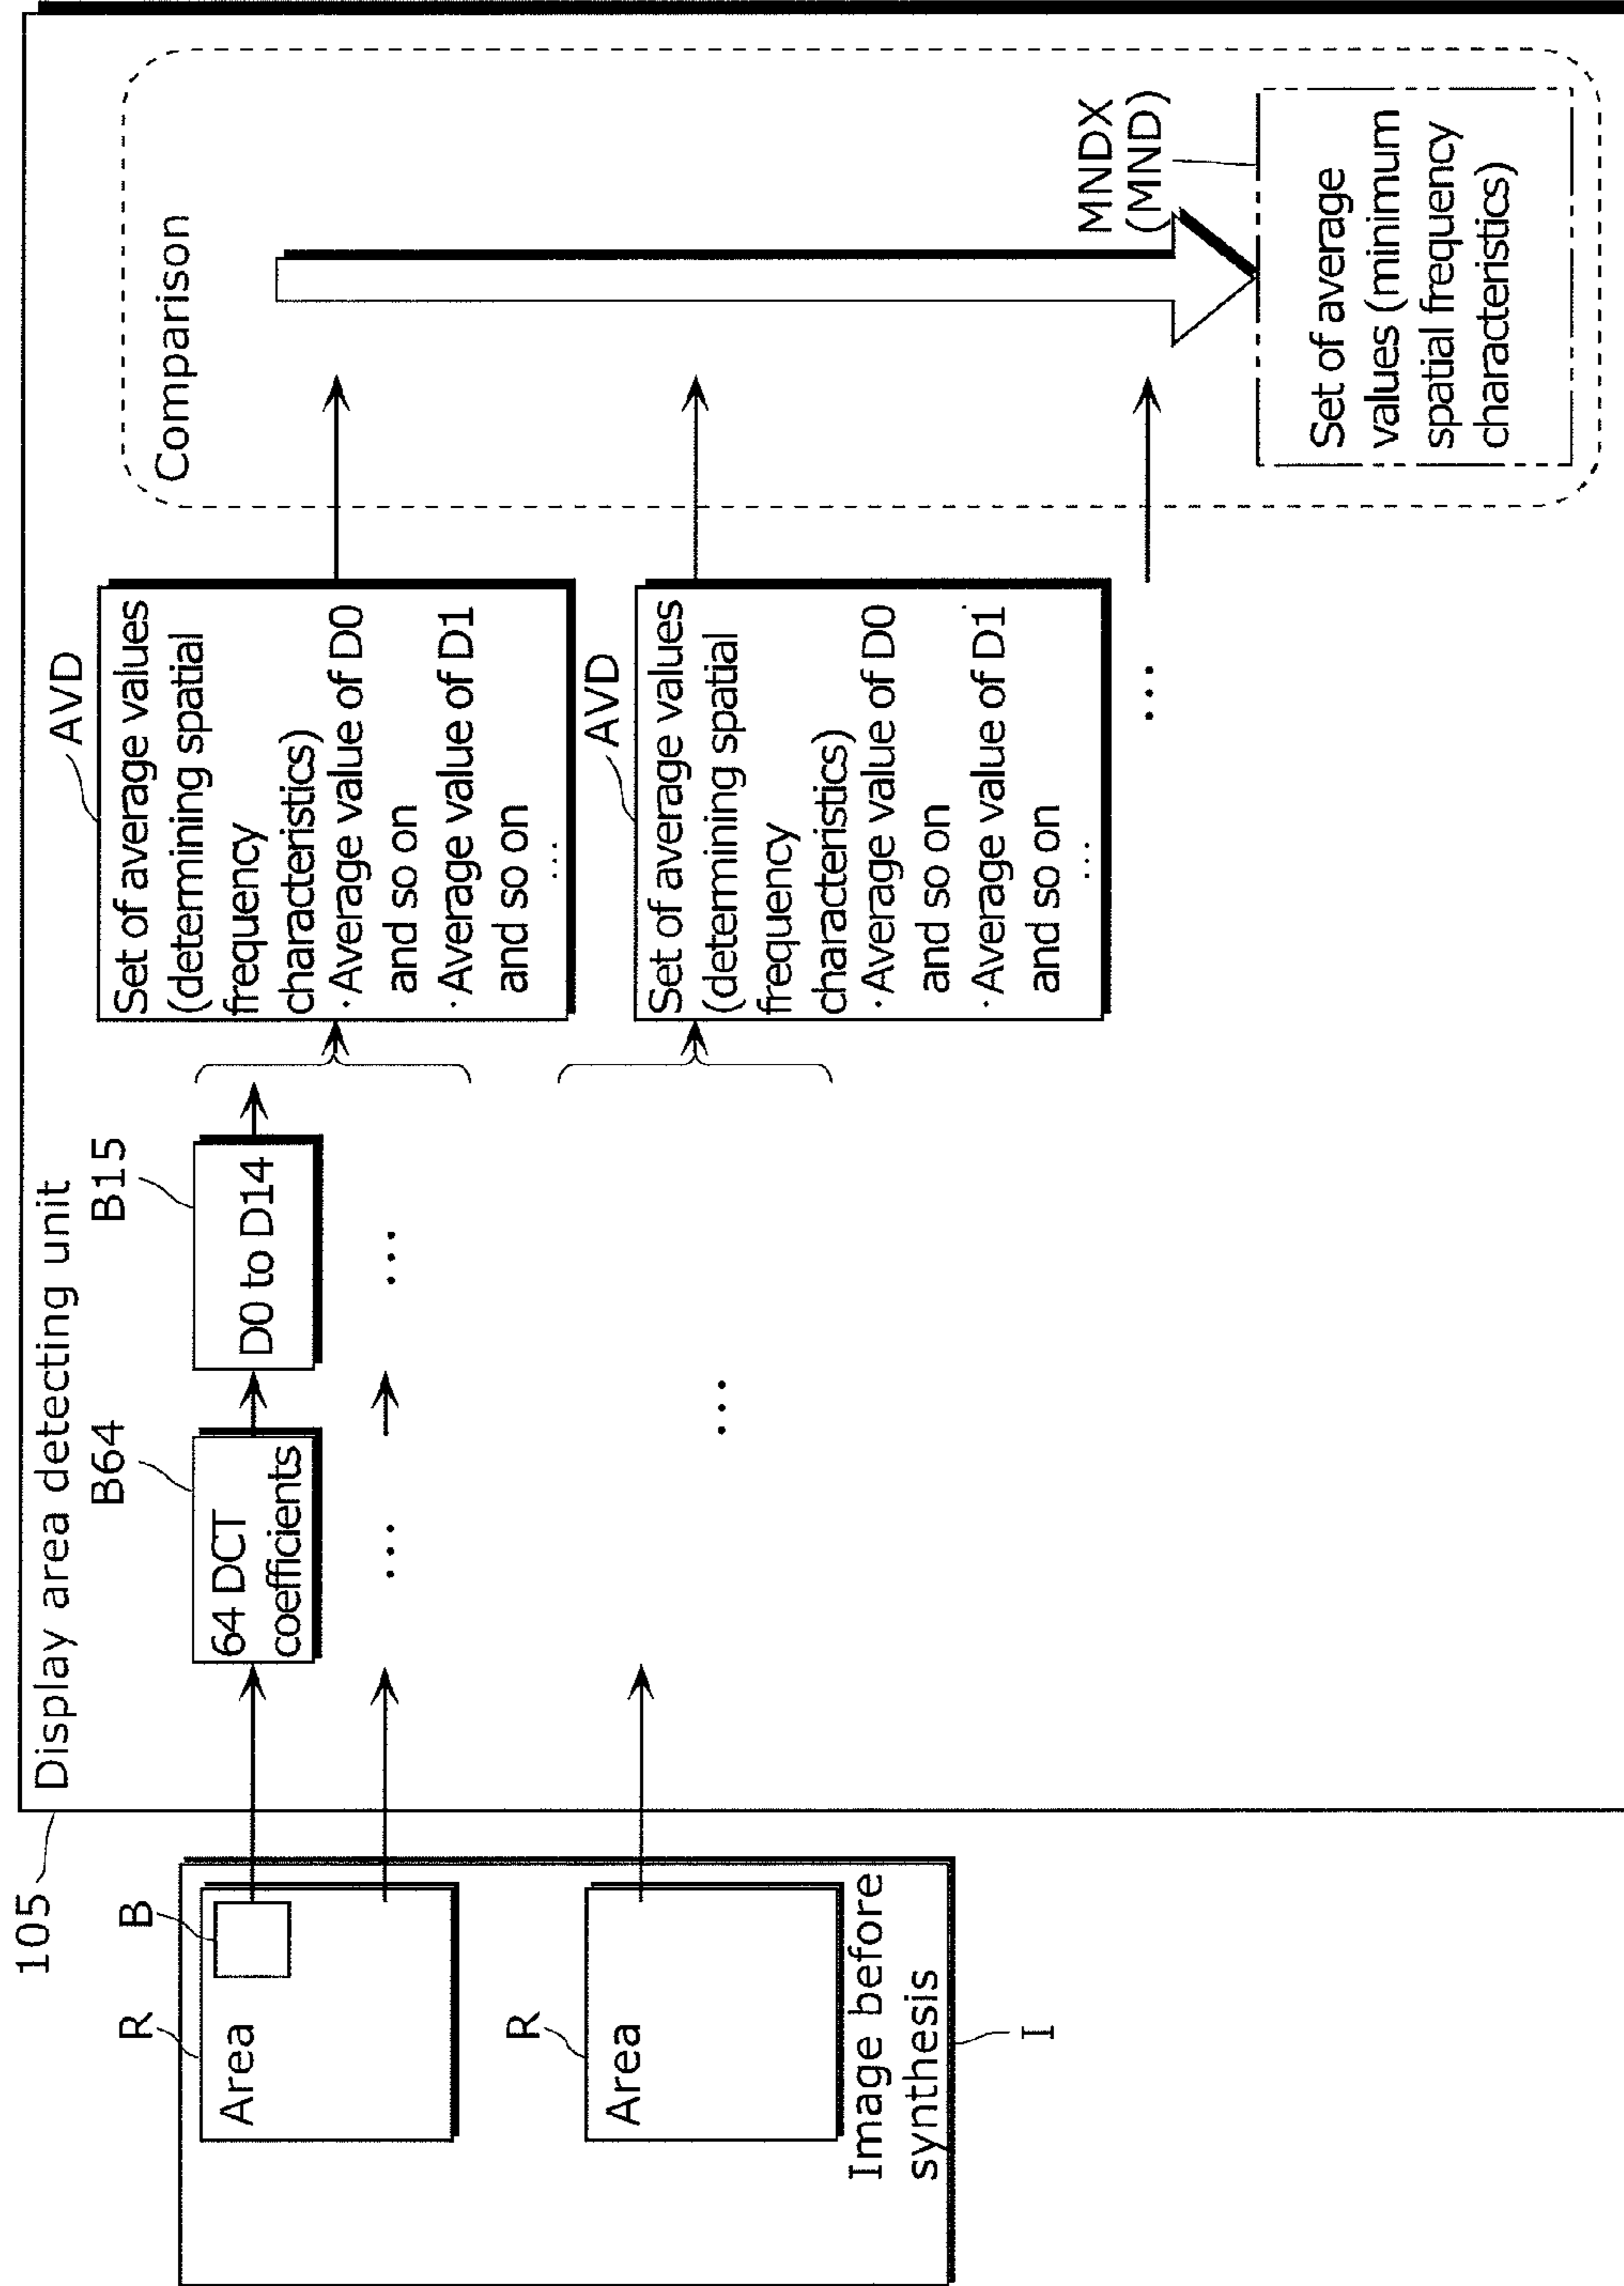 105
Display area detecting unit
R
B
Area
R
Area
Image before
synthesis
I
B64
64 DCT
coefficients
...
B15
D0 to D14
...
...
AVD
Set of average values
(determining spatial
frequency
characteristics)
·Average value of D0
and so on
·Average value of D1
and so on
...
AVD
Set of average values
(determining spatial
frequency
characteristics)
·Average value of D0
and so on
·Average value of D1
and so on
...
...
Comparison
MNDX
(MND)
Set of average
values (minimum
spatial frequency
characteristics)